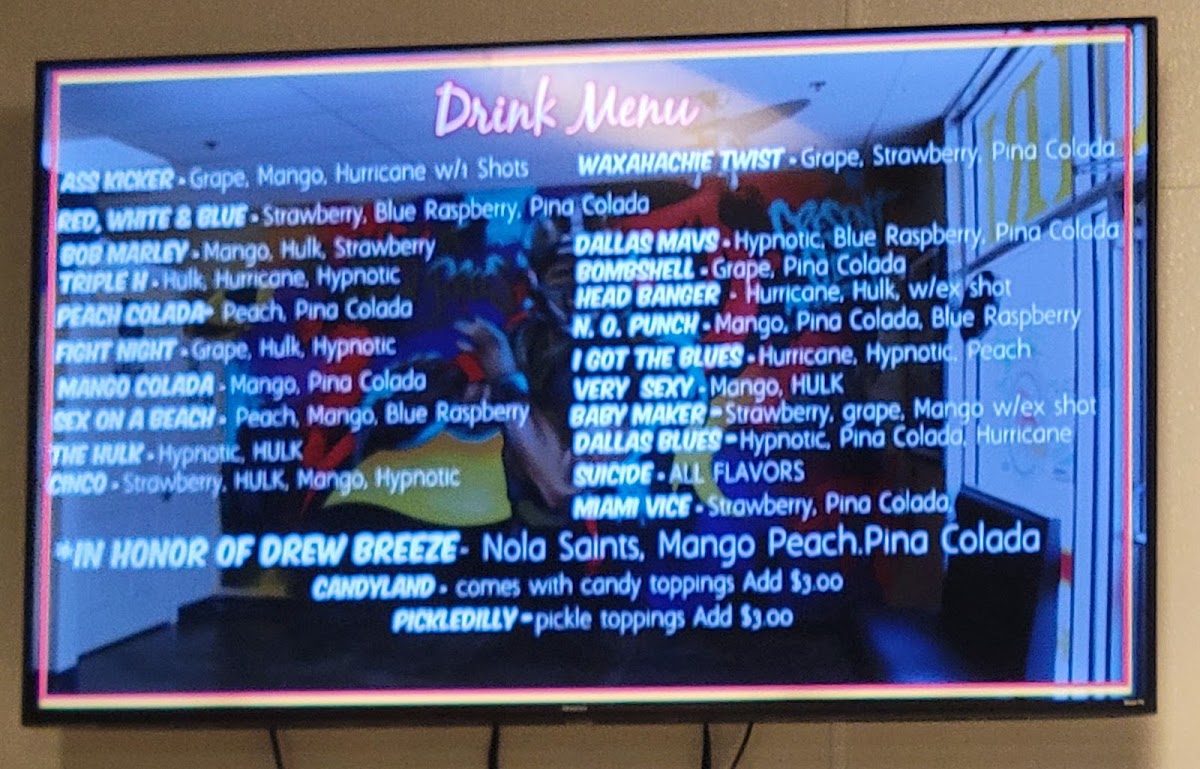 Drink Menu
ASS KICKER - Grape, Mango, Hurricane w/1 Shots
RED, WHITE & BLUE - Strawberry, Blue Raspberry, Pina Colada
BOB MARLEY - Mango, Hulk, Strawberry
TRIPLE H - Hulk, Hurricane, Hypnotic
PEACH COLADA- Peach, Pina Colada
FIGHT NIGHT - Grape, Hulk, Hypnotic
MANGO COLADA - Mango, Pina Colada
SEX ON A BEACH - Peach, Mango, Blue Raspberry
THE HULK - Hypnotic, HULK
CINCO - Strawberry, HULK, Mango, Hypnotic
WAXAHACHIE TWIST - Grape, Strawberry, Pina Colada
DALLAS MAVS - Hypnotic, Blue Raspberry, Pina Colada
BOMBSHELL - Grape, Pina Colada
HEAD BANGER - Hurricane, Hulk, w/ex shot
N. O. PUNCH - Mango, Pina Colada, Blue Raspberry
I GOT THE BLUES - Hurricane, Hypnotic, Peach
VERY SEXY - Mango, HULK
BABY MAKER - Strawberry, grape, Mango w/ex shot
DALLAS BLUES - Hypnotic, Pina Colada, Hurricane
SUICIDE - ALL FLAVORS
MIAMI VICE - Strawberry, Pina Colada,
*IN HONOR OF DREW BREEZE- Nola Saints, Mango Peach.Pina Colada
CANDYLAND - comes with candy toppings Add $3.00
PICKLEDILLY - pickle toppings Add $3.00